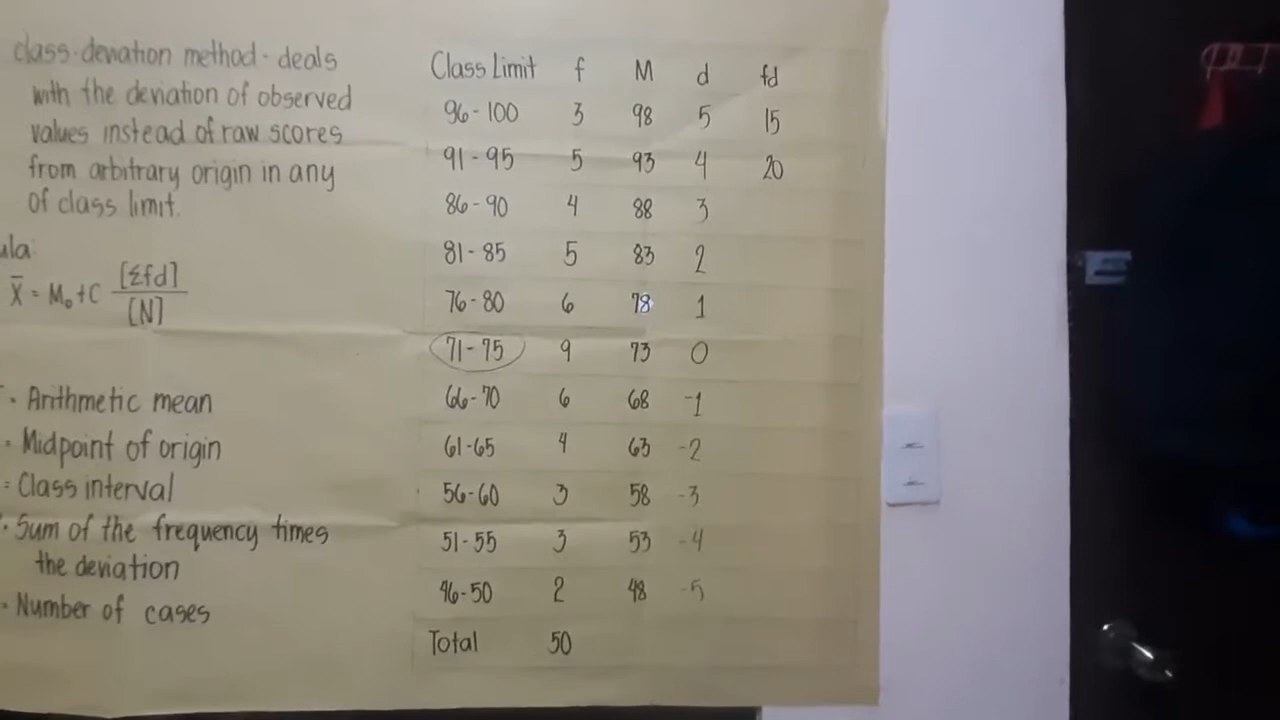 class-deviation method - deals
with the deviation of observed
values instead of raw scores
from arbitrary origin in any
of class limit.
ula:
X̄ = M₀ + C [Σfd] / [N]
- Arithmetic mean
= Midpoint of origin
= Class interval
- Sum of the frequency times
the deviation
= Number of cases
Class Limit f M d fd
96-100 3 98 5 15
91-95 5 93 4 20
86-90 4 88 3
81-85 5 83 2
76-80 6 78 1
71-75 9 73 0
66-70 6 68 -1
61-65 4 63 -2
56-60 3 58 -3
51-55 3 53 -4
46-50 2 48 -5
Total 50